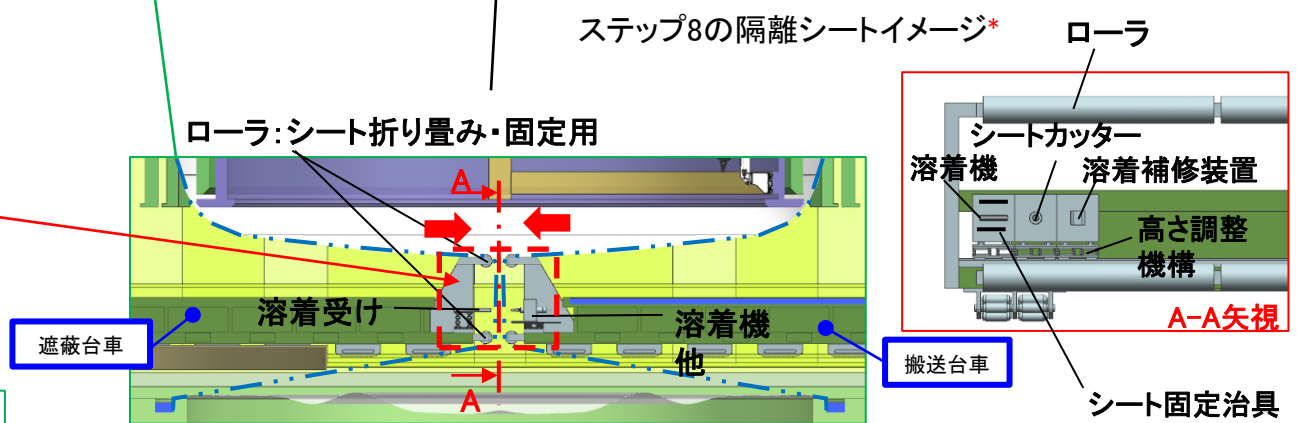 ステップ8の隔離シートイメージ*
ローラ
ローラ:シート折り畳み・固定用
シートカッター
溶着機
溶着補修装置
高さ調整
機構
A-A矢視
シート固定治具
A
溶着受け
溶着機
他
遮蔽台車
搬送台車
A